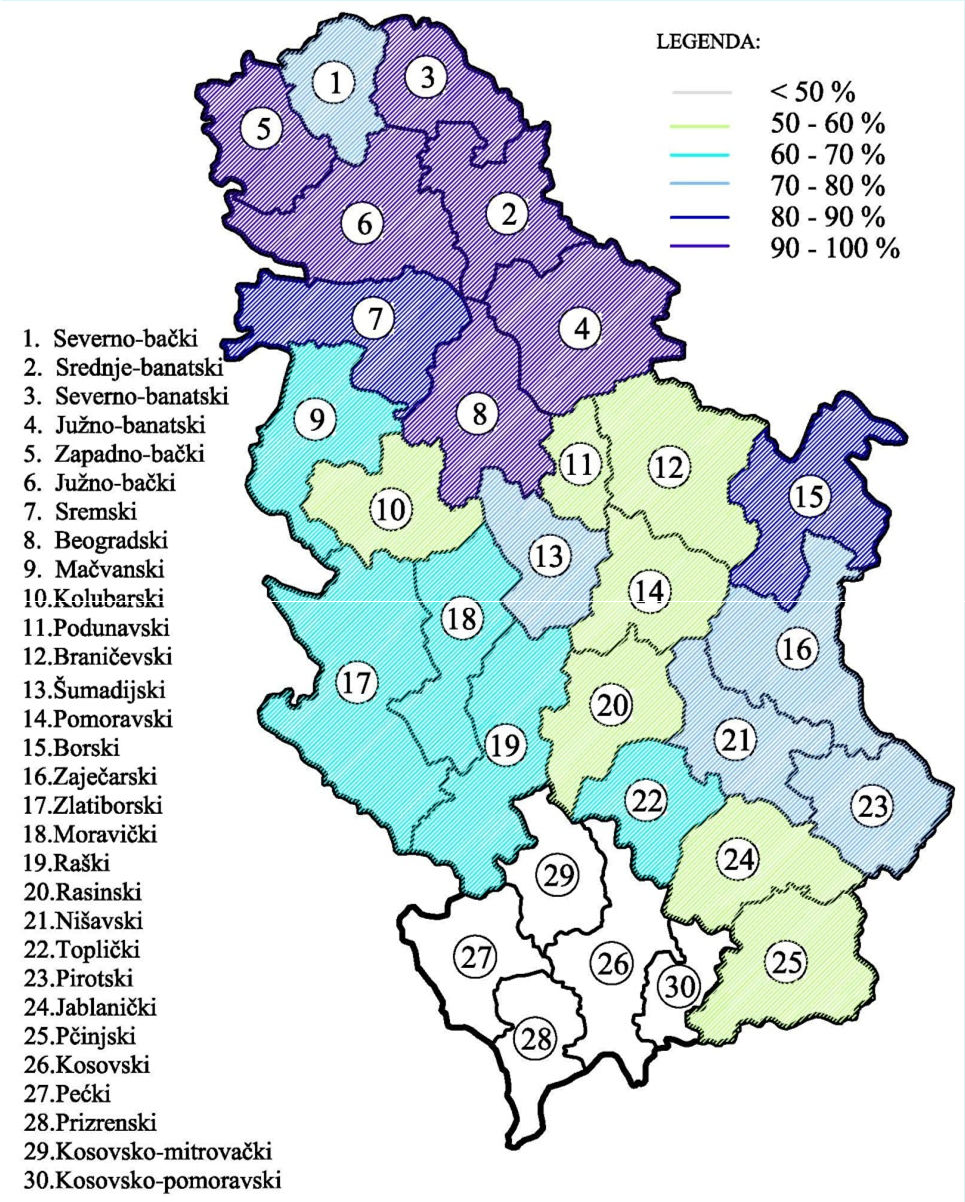 LEGENDA:
< 50 %
50 - 60 %
60 - 70 %
70 - 80 %
80 - 90 %
90 - 100 %
1
3
5
2
6
7
4
9
8
11
12
10
15
13
14
18
16
17
20
19
21
22
23
24
29
27
26
25
30
28
1. Severno-bački
2. Srednje-banatski
3. Severno-banatski
4. Južno-banatski
5. Zapadno-bački
6. Južno-bački
7. Sremski
8. Beogradski
9. Mačvanski
10.Kolubarski
11.Podunavski
12.Braničevski
13.Šumadijski
14.Pomoravski
15.Borski
16.Zaječarski
17.Zlatiborski
18.Moravički
19.Raški
20.Rasinski
21.Nišavski
22.Toplički
23.Pirotski
24.Jablanički
25.Pčinjski
26.Kosovski
27.Pećki
28.Prizrenski
29.Kosovsko-mitrovački
30.Kosovsko-pomoravski